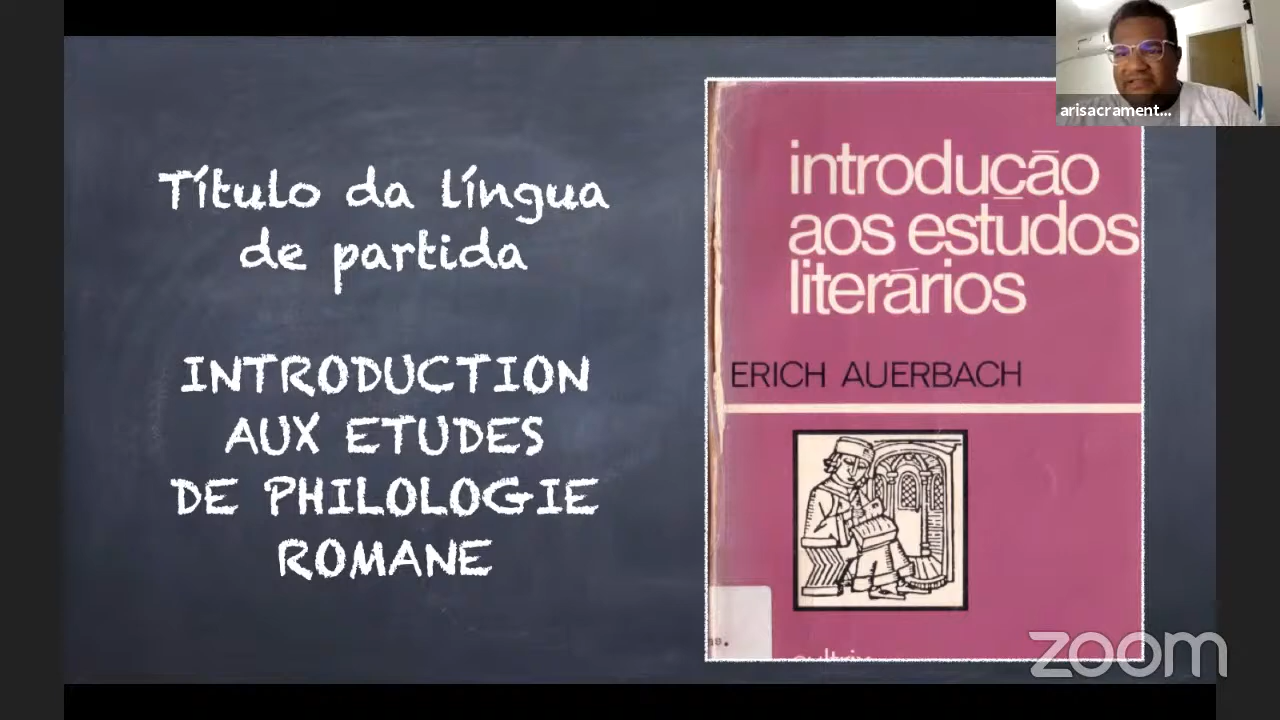 Título da língua
de partida
INTRODUCTION
AUX ETUDES
DE PHILOLOGIE
ROMANE
introdução
aos estudos
literários
ERICH AUERBACH
arisacrament...
zoom